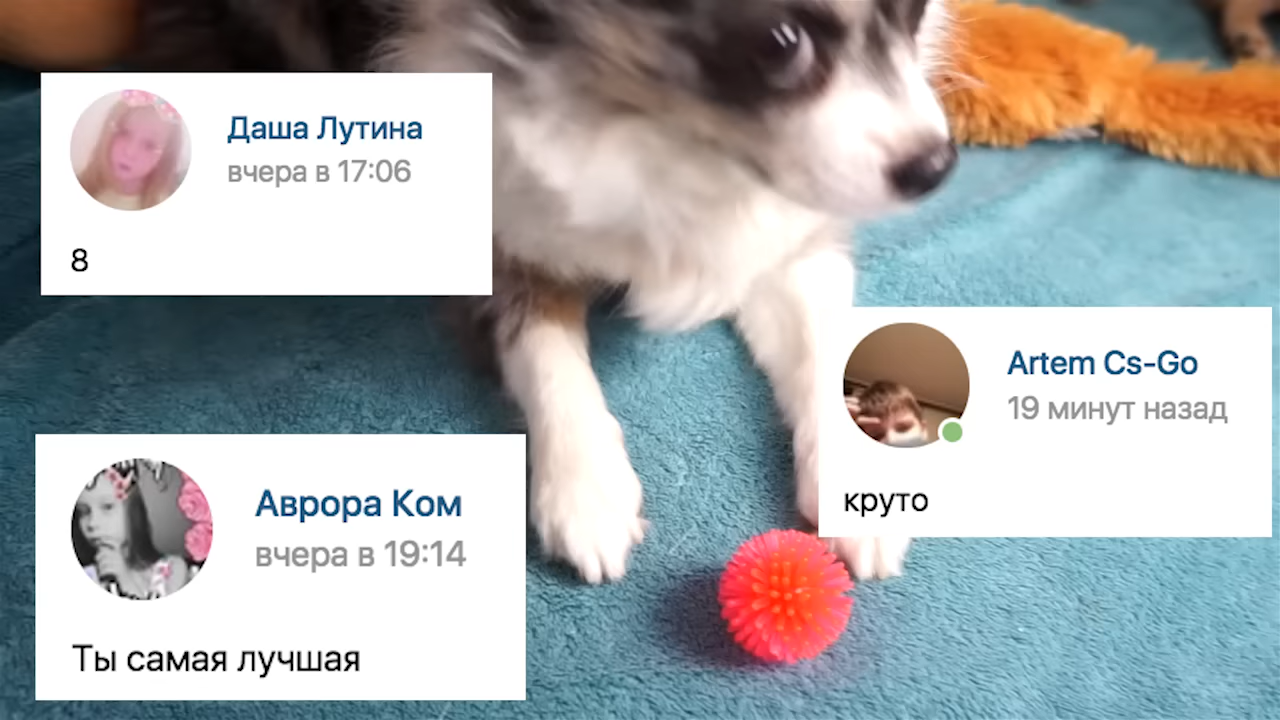 Даша Лутина
вчера в 17:06
8
Artem Cs-Go
19 минут назад
круто
Аврора Ком
вчера в 19:14
Ты самая лучшая